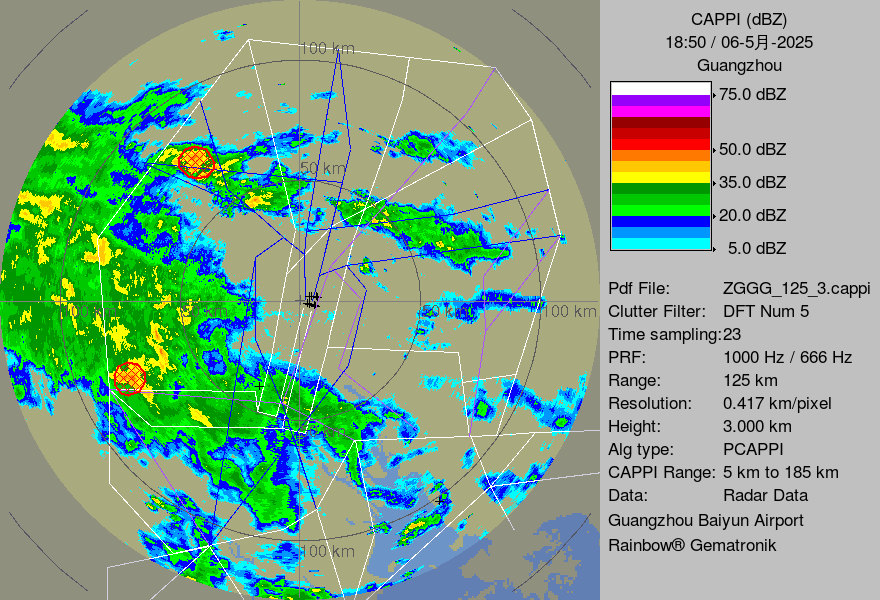 CAPPI (dBZ)
18:50 / 06-5月-2025
Guangzhou
75.0 dBZ
50.0 dBZ
35.0 dBZ
20.0 dBZ
5.0 dBZ
Pdf File: ZGGG_125_3.cappi
Clutter Filter: DFT Num 5
Time sampling:23
PRF: 1000 Hz / 666 Hz
Range: 125 km
Resolution: 0.417 km/pixel
Height: 3.000 km
Alg type: PCAPPI
CAPPI Range: 5 km to 185 km
Data: Radar Data
Guangzhou Baiyun Airport
Rainbow® Gematronik
100 km
50 km
100 km
100 km